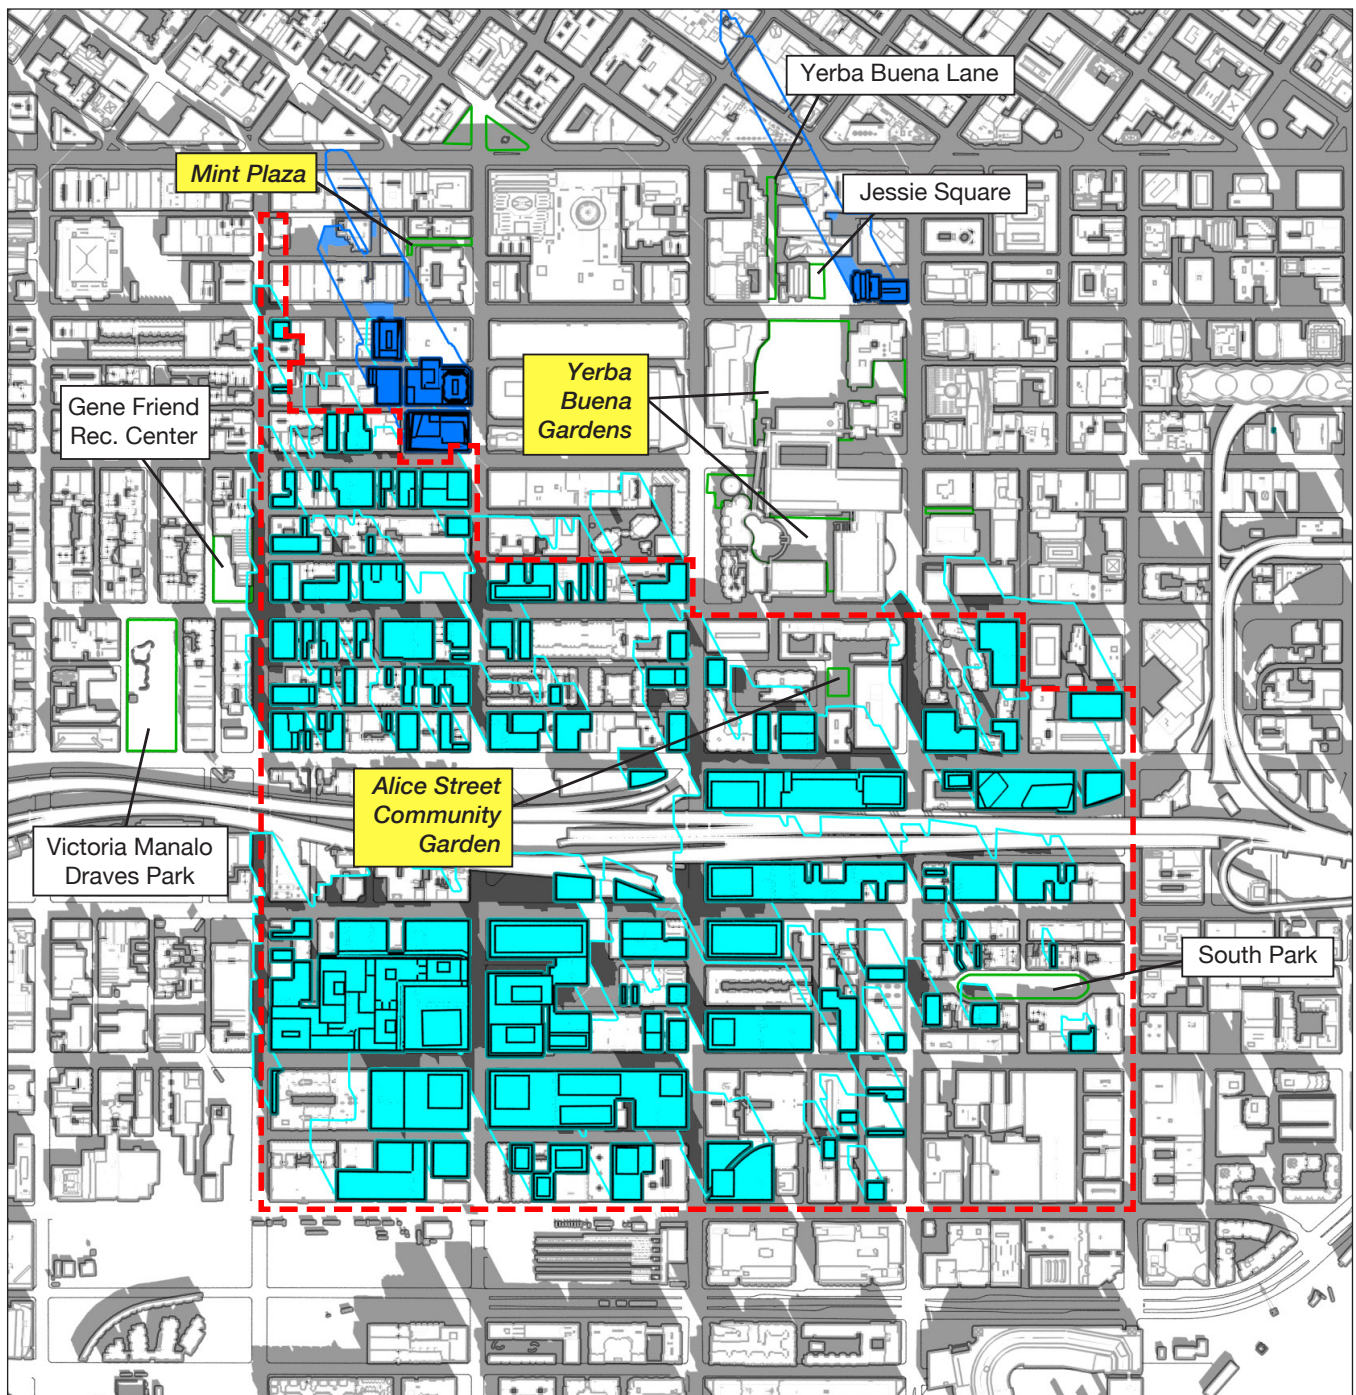 Yerba Buena Lane
Mint Plaza
Jessie Square
Yerba
Buena
Gardens
Gene Friend
Rec. Center
Alice Street
Community
Garden
Victoria Manalo
Draves Park
South Park